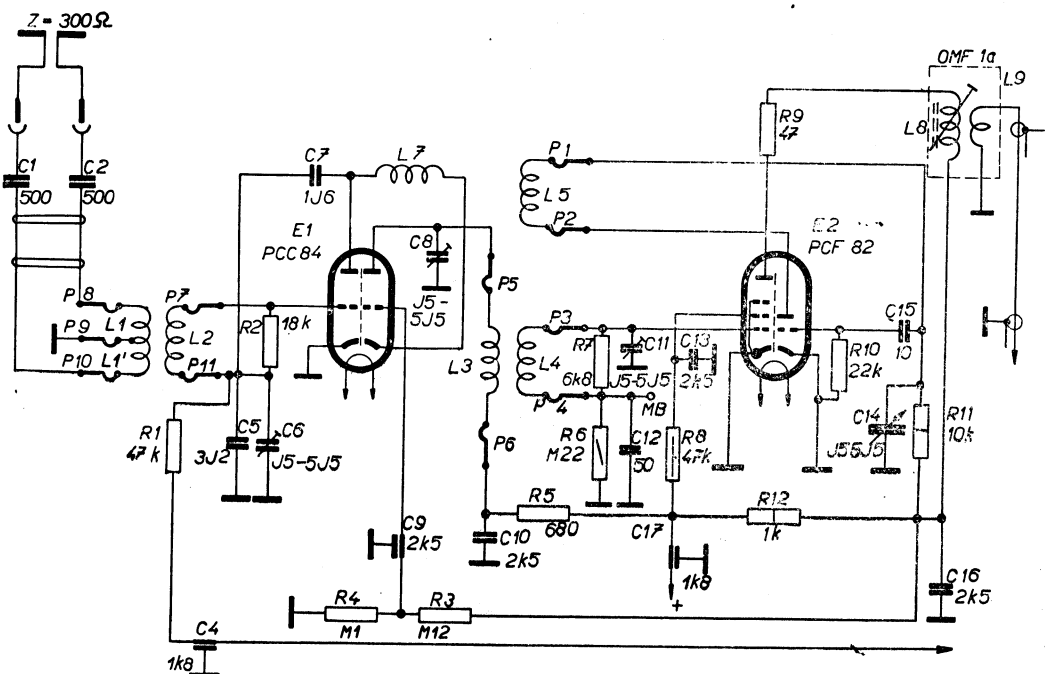 Z = 300Ω
OMF 1a
L9
L8
R9
47
C1
500
C2
500
C7
1J6
L7
P1
L5
P2
E1
PCC84
C8
J5-
5J5
E2
PCF 82
P5
P8
P7
P9
L1
L2
R2
18k
P10
L1'
P11
L3
P3
L4
R7
6k8
C11
J5-5J5
C13
2k5
C15
10
R10
22k
P4
MB
C14
J5 5J5
R11
10k
R1
47k
C5
3J2
C6
J5-5J5
P6
R6
M22
C12
50
R8
47k
C9
2k5
C10
2k5
R5
680
C17
1k8
+
R12
1k
C16
2k5
R4
M1
R3
M12
C4
1k8